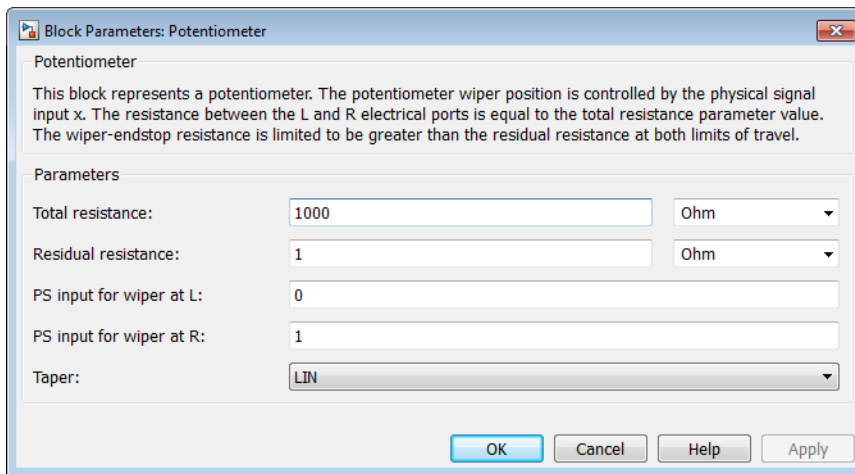 Block Parameters: Potentiometer
Potentiometer
This block represents a potentiometer. The potentiometer wiper position is controlled by the physical signal
input x. The resistance between the L and R electrical ports is equal to the total resistance parameter value.
The wiper-endstop resistance is limited to be greater than the residual resistance at both limits of travel.
Parameters
Total resistance: 1000 Ohm
Residual resistance: 1 Ohm
PS input for wiper at L: 0
PS input for wiper at R: 1
Taper: LIN
OK Cancel Help Apply